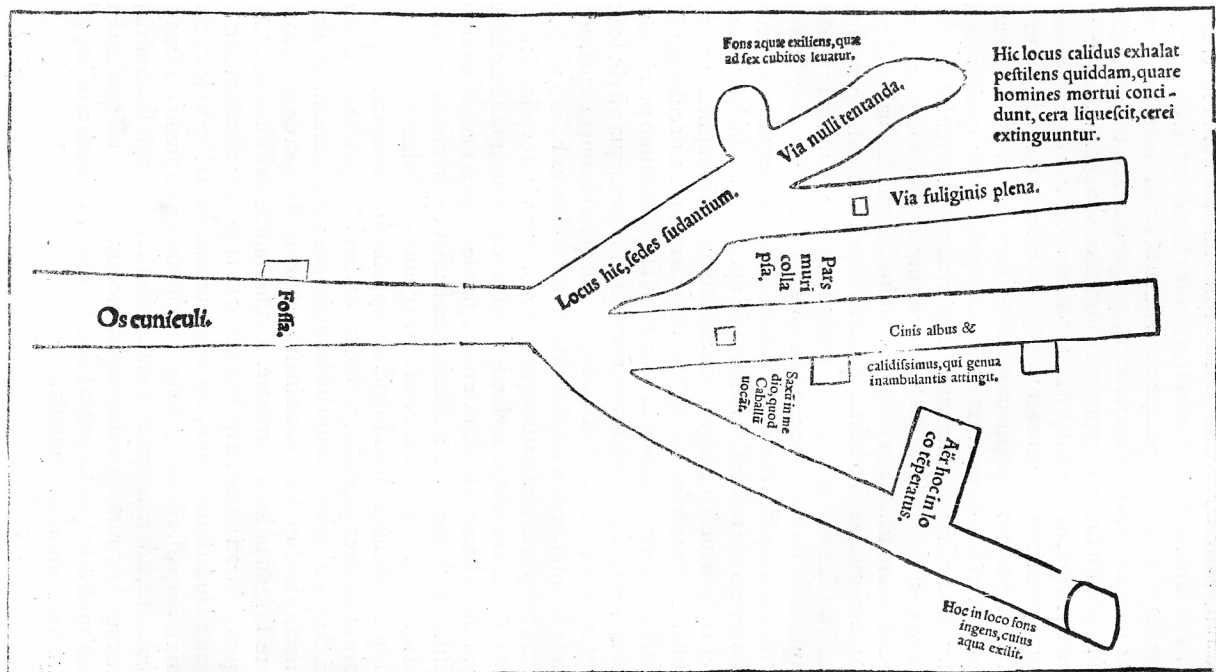 Fons aquæ exiliens, quæ
ad ſex cubitos leuatur.
Hic locus calidus exhalat
peſtilens quiddam, quare
homines mortui conci-
dunt, cera liqueſcit, cerei
extinguuntur.
Via nulli tentanda.
Via fuliginis plena.
Locus hic, ſedes ſudantium.
Pars
muri
colla
pſa.
Os cuniculi.
Foſſa.
Cinis albus &
calidiſsimus, qui genua
inambulantis attingit.
Saxũ in me
dio, quod
Caballũ
uocãt.
Aër hoc in lo
co tẽperatus.
Hoc in loco fons
ingens, cuius
aqua exilit.